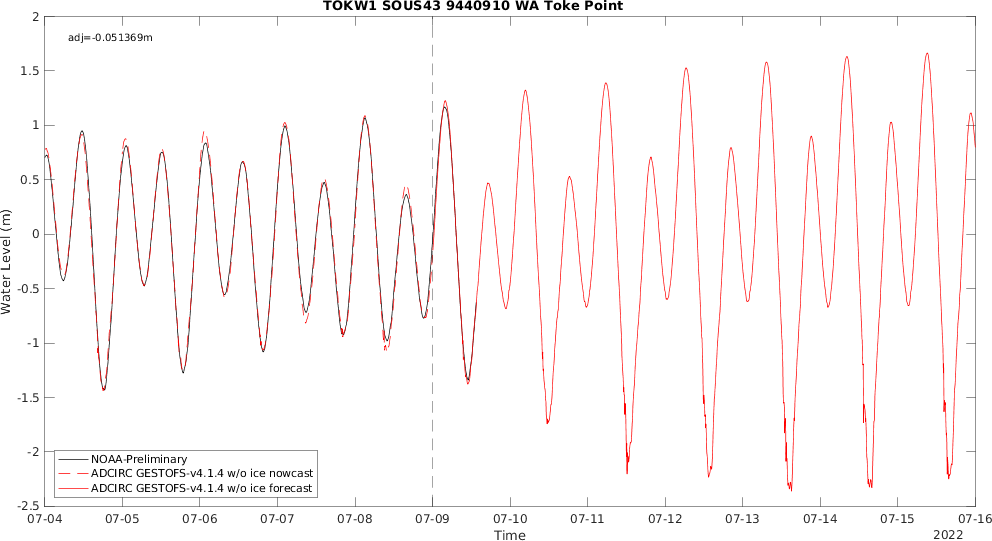 TOKW1 SOUS43 9440910 WA Toke Point
adj=-0.051369m
Water Level (m)
2
1.5
1
0.5
0
-0.5
-1
-1.5
-2
-2.5
NOAA-Preliminary
ADCIRC GESTOFS-v4.1.4 w/o ice nowcast
ADCIRC GESTOFS-v4.1.4 w/o ice forecast
07-04 07-05 07-06 07-07 07-08 07-09 07-10 07-11 07-12 07-13 07-14 07-15 07-16
Time
2022